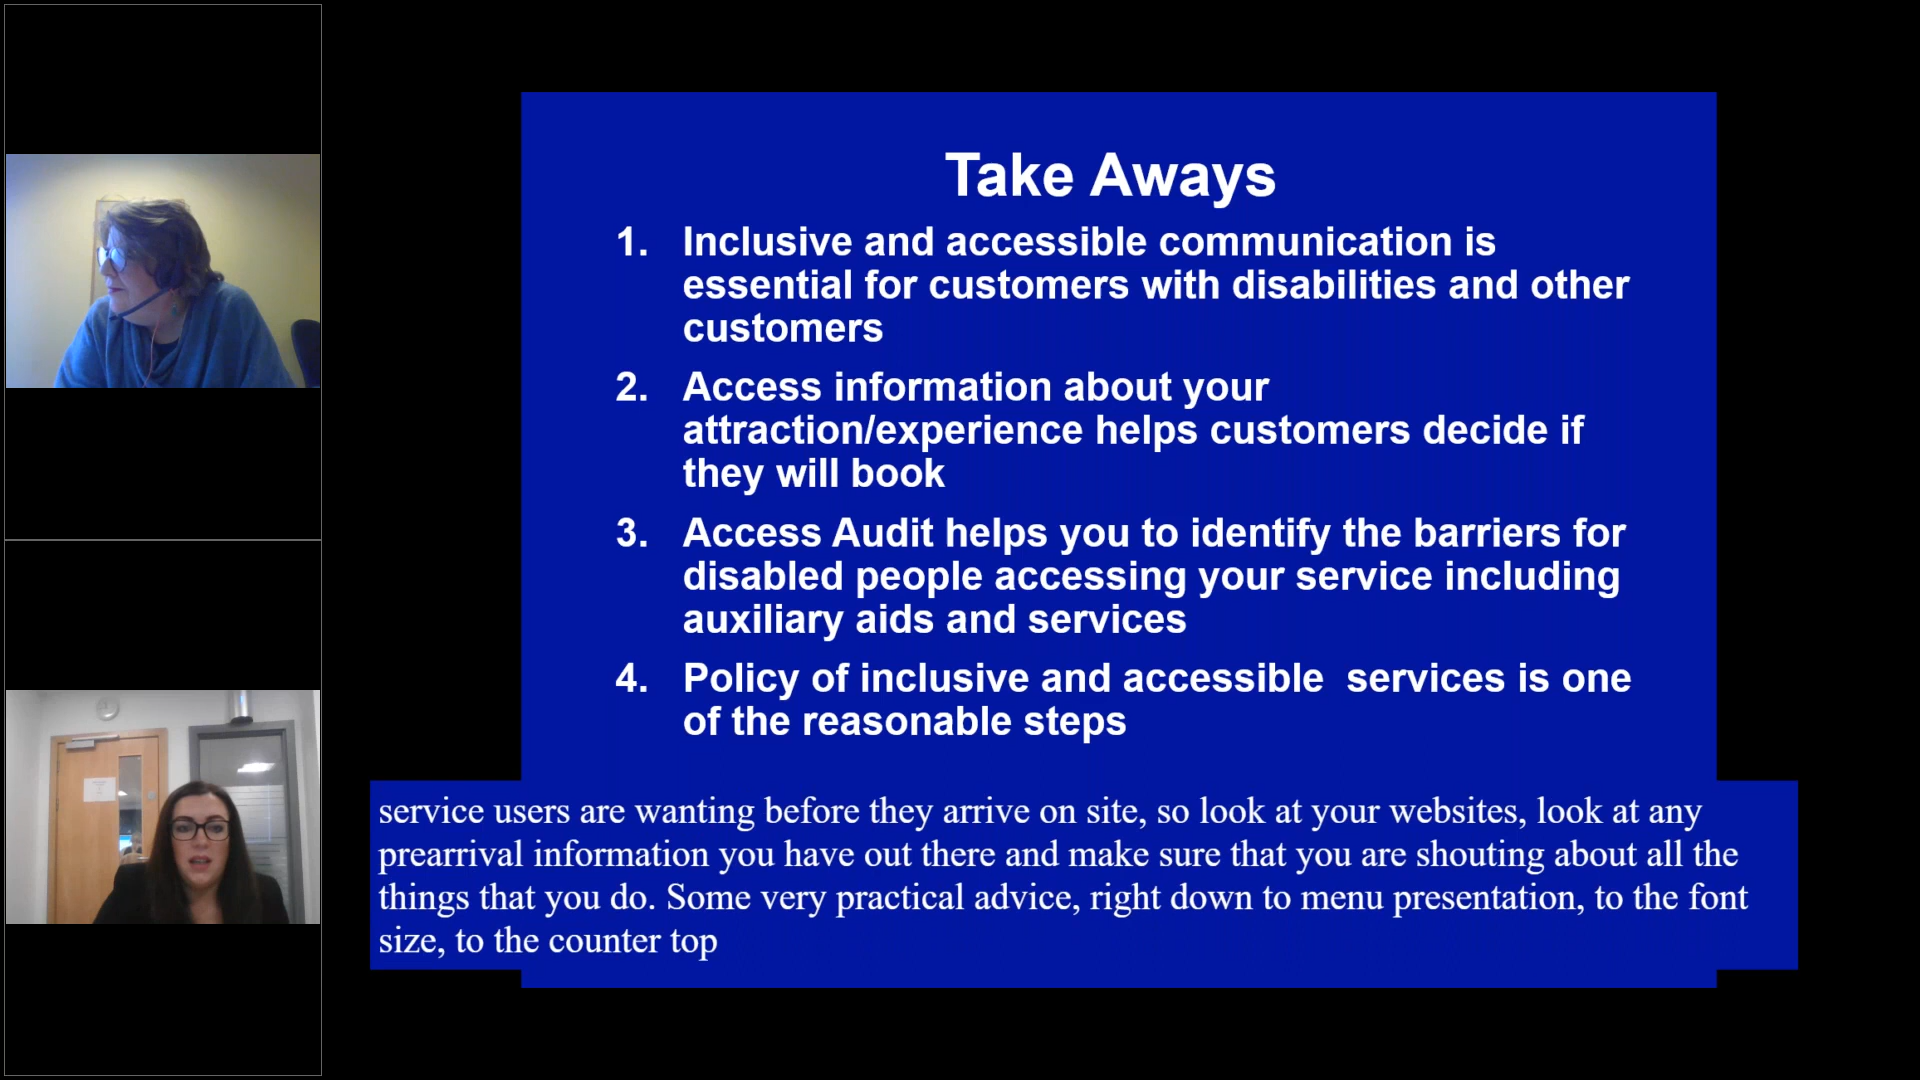 Take Aways
1. Inclusive and accessible communication is
essential for customers with disabilities and other
customers
2. Access information about your
attraction/experience helps customers decide if
they will book
3. Access Audit helps you to identify the barriers for
disabled people accessing your service including
auxiliary aids and services
4. Policy of inclusive and accessible  services is one
of the reasonable steps
service users are wanting before they arrive on site, so look at your websites, look at any
prearrival information you have out there and make sure that you are shouting about all the
things that you do. Some very practical advice, right down to menu presentation, to the font
size, to the counter top